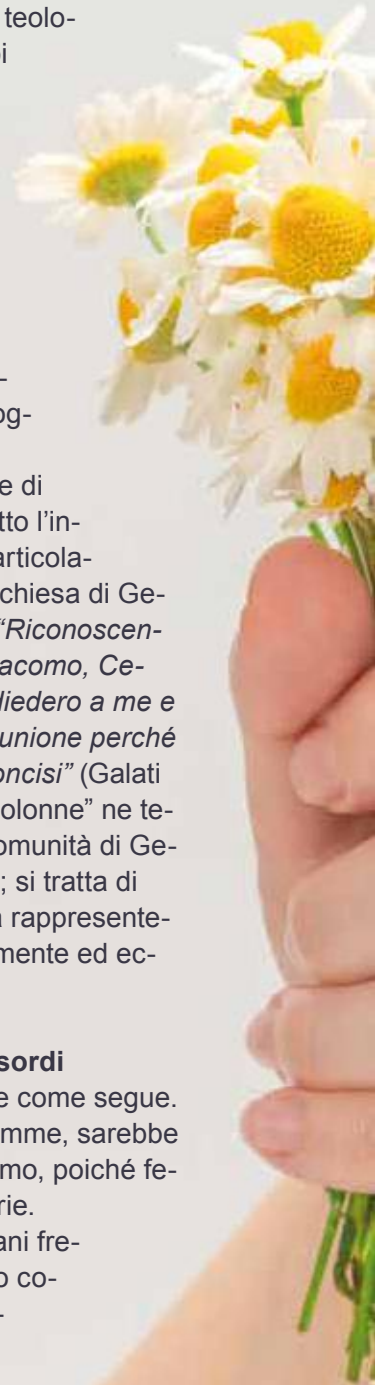 teolo-
i
-
og-
e di
tto l’in-
articola-
chiesa di Ge-
“Riconoscen-
acomo, Ce-
diedero a me e
unione perché
oncisi” (Galati
olonne” ne te-
omunità di Ge-
; si tratta di
a rappresente-
mente ed ec-
sordi
e come segue.
emme, sarebbe
mo, poiché fe-
rie.
ani fre-
o co-
-